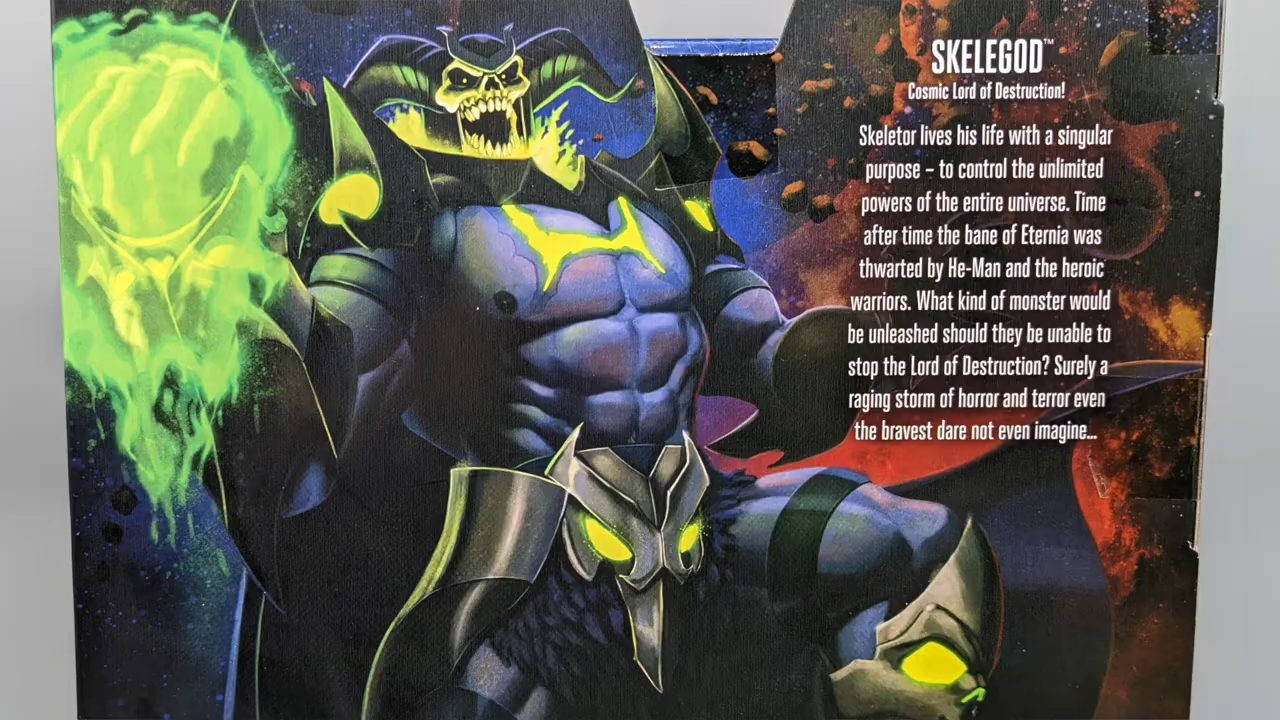 SKELEGOD™
Cosmic Lord of Destruction!
Skeletor lives his life with a singular
purpose – to control the unlimited
powers of the entire universe. Time
after time the bane of Eternia was
thwarted by He-Man and the heroic
warriors. What kind of monster would
be unleashed should they be unable to
stop the Lord of Destruction? Surely a
raging storm of horror and terror even
the bravest dare not even imagine...